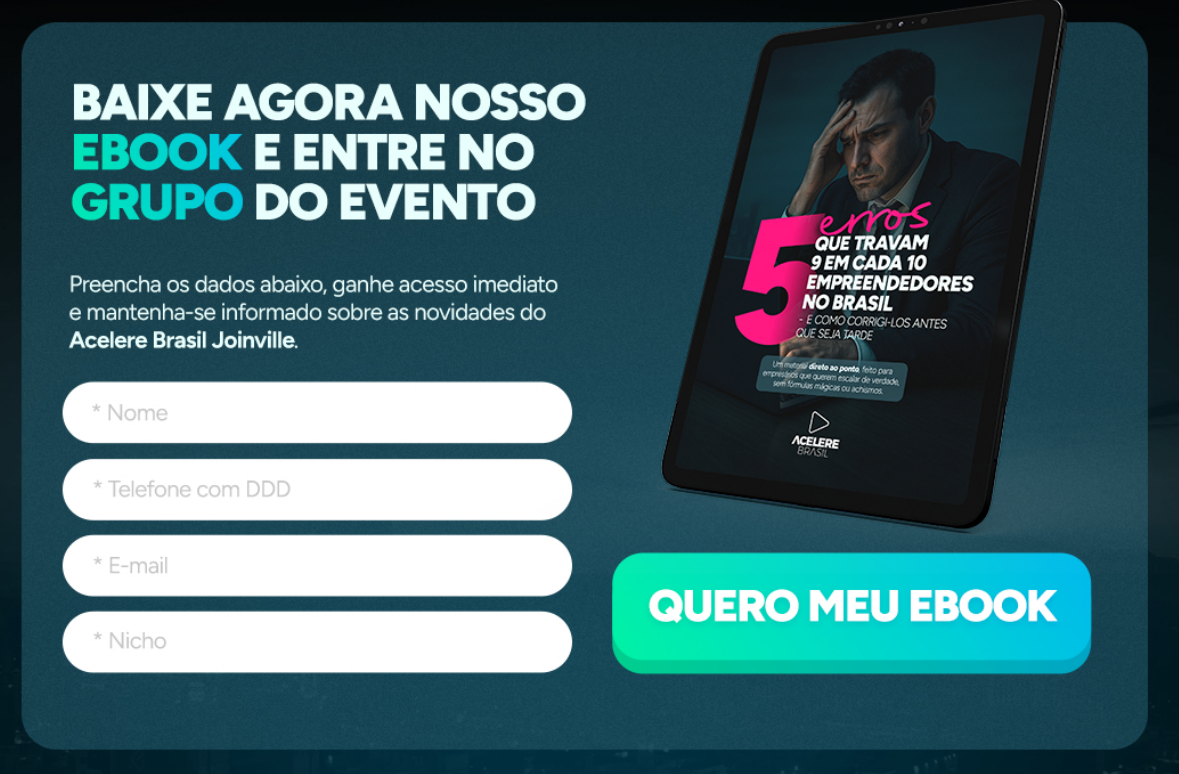 BAIXE AGORA NOSSO
EBOOK E ENTRE NO
GRUPO DO EVENTO
Preencha os dados abaixo, ganhe acesso imediato
e mantenha-se informado sobre as novidades do
Acelere Brasil Joinville.
* Nome
* Telefone com DDD
* E-mail
* Nicho
5 erros
QUE TRAVAM
9 EM CADA 10
EMPREENDEDORES
NO BRASIL
- E COMO CORRIGI-LOS ANTES
QUE SEJA TARDE
Um material direto ao ponto, feito para
empresários que querem escalar de verdade,
sem fórmulas mágicas ou achismos.
ACELERE
BRASIL
QUERO MEU EBOOK